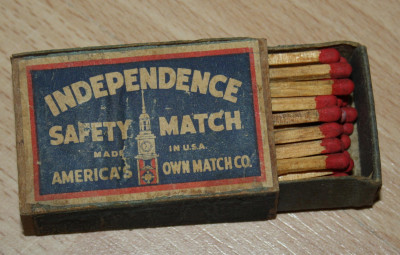 INDEPENDENCE
SAFETY MATCH
MADE IN U.S.A.
AMERICA'S OWN MATCH CO.